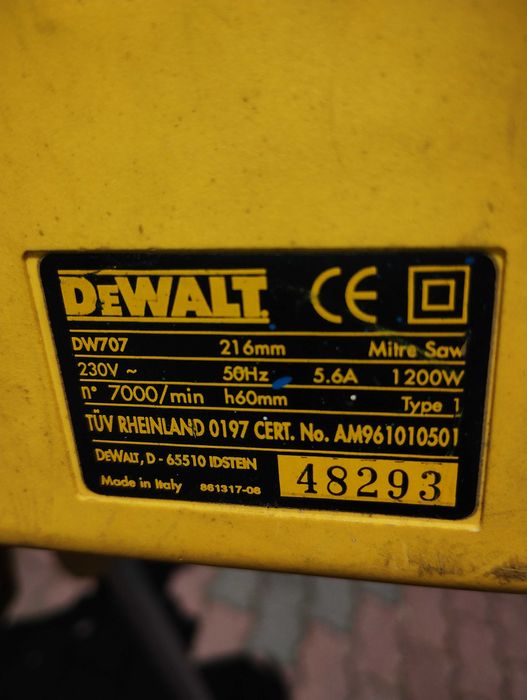 DEWALT. CE
DW707 216mm Mitre Saw
230V ~ 50Hz 5.6A 1200W
n° 7000/min h60mm Type 1
TÜV RHEINLAND 0197 CERT. No. AM961010501
DEWALT, D - 65510 IDSTEIN
Made in Italy 861317-08
48293